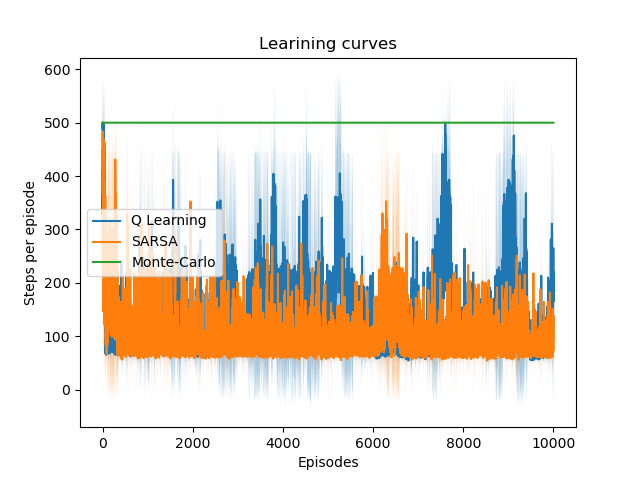 Learining curves
600
500
400
300
200
100
0
Steps per episode
Q Learning
SARSA
Monte-Carlo
0 2000 4000 6000 8000 10000
Episodes